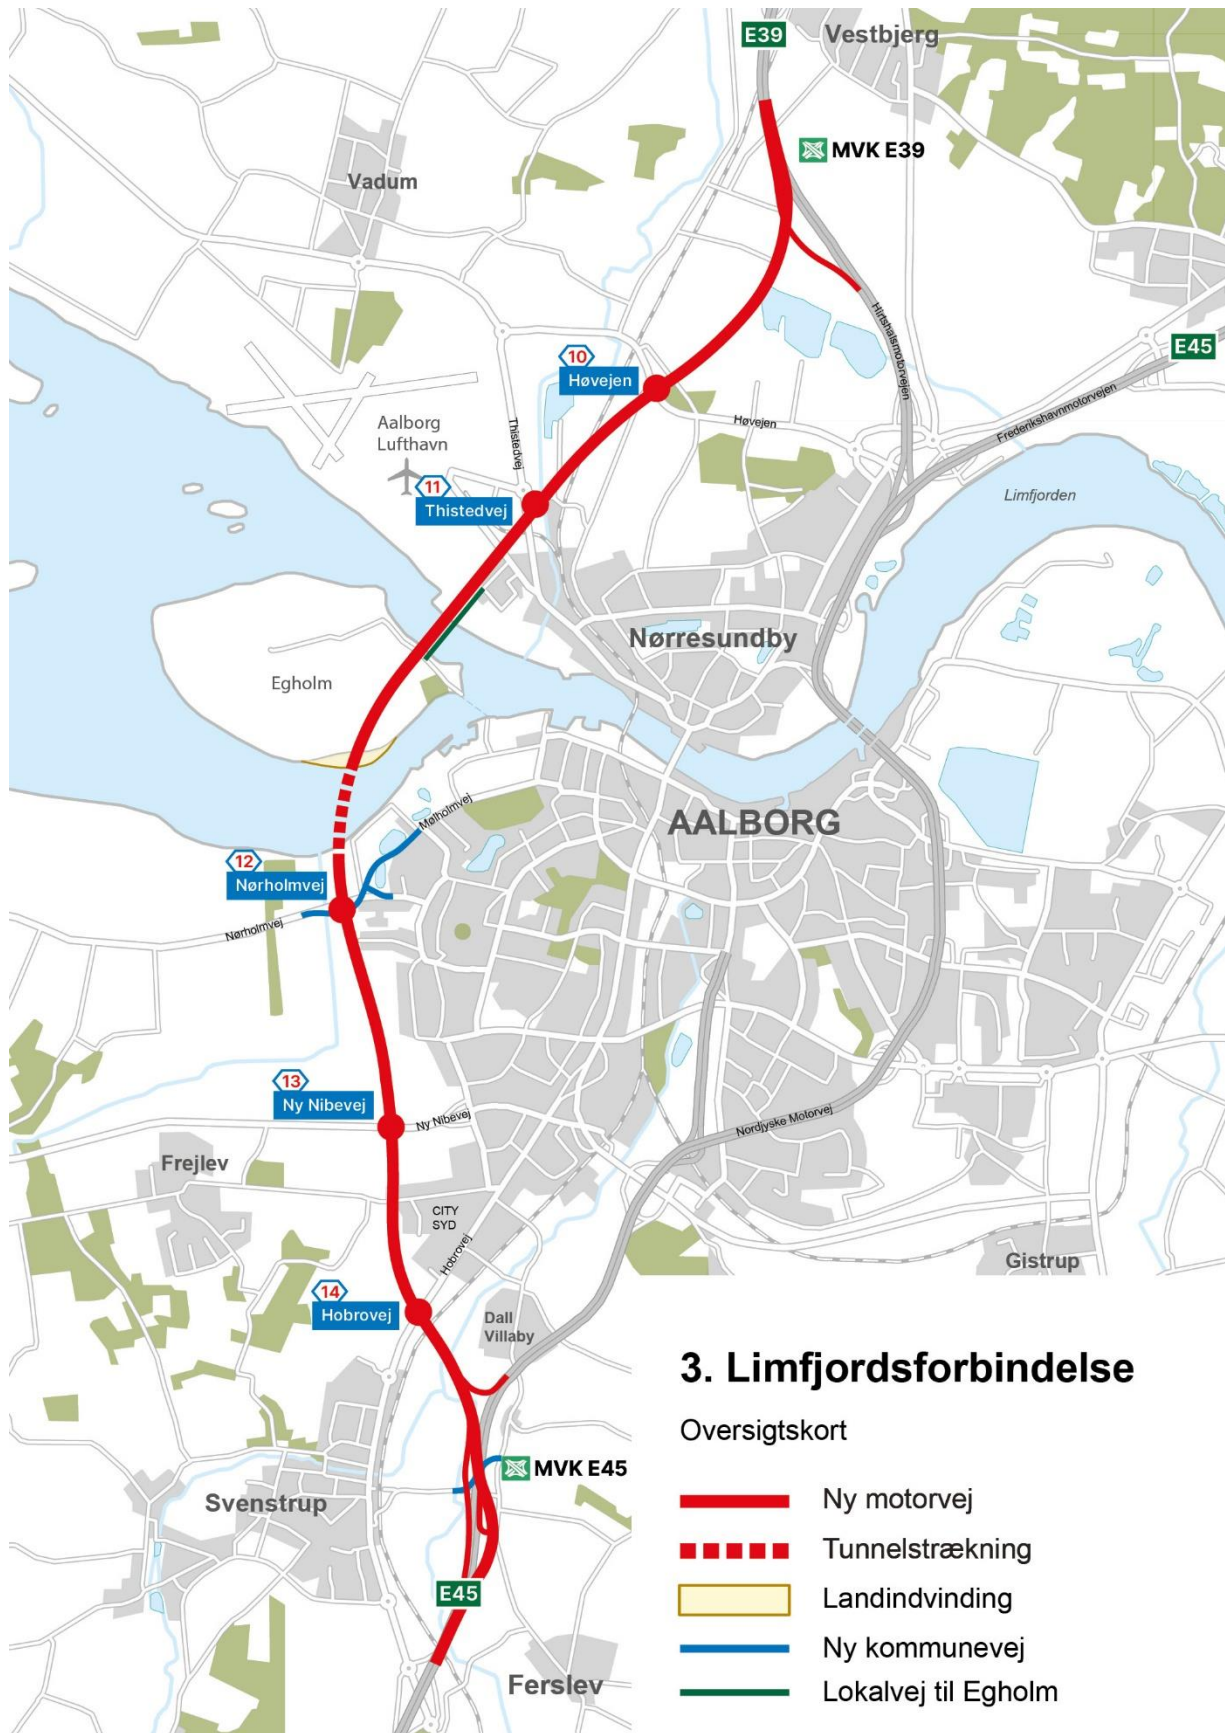 E39
Vestbjerg
MVK E39
Vadum
Hirtshalsmotorvejen
E45
10
Høvejen
Frederikshavnmotorvejen
Aalborg
Lufthavn
Thistedvej
Høvejen
11
Thistedvej
Limfjorden
Nørresundby
Egholm
AALBORG
Mølholmvej
12
Nørholmvej
Nørholmvej
13
Ny Nibevej
Ny Nibevej
Nordjyske Motorvej
Frejlev
CITY
SYD
Hobrovej
Gistrup
14
Hobrovej
Dall
Villaby
MVK E45
Svenstrup
E45
Ferslev
3. Limfjordsforbindelse
Oversigtskort
Ny motorvej
Tunnelstrækning
Landindvinding
Ny kommunevej
Lokalvej til Egholm